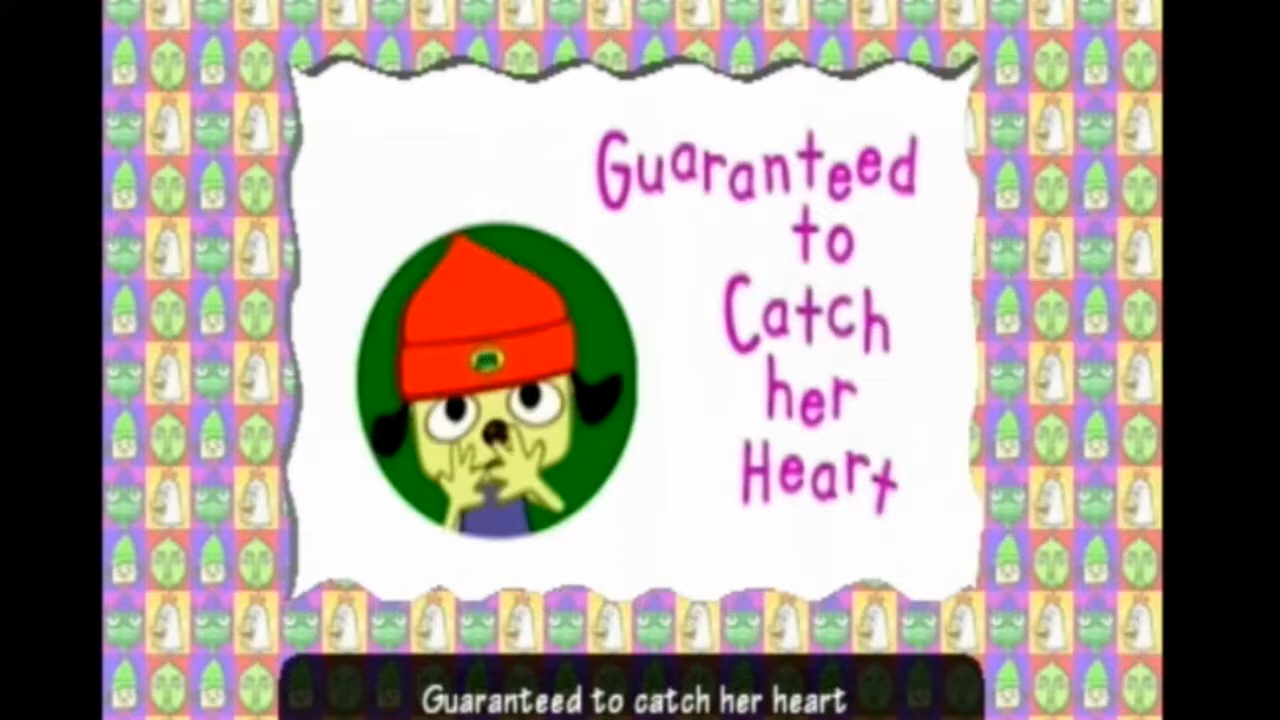 Guaranteed
to
Catch
her
Heart
Guaranteed to catch her heart